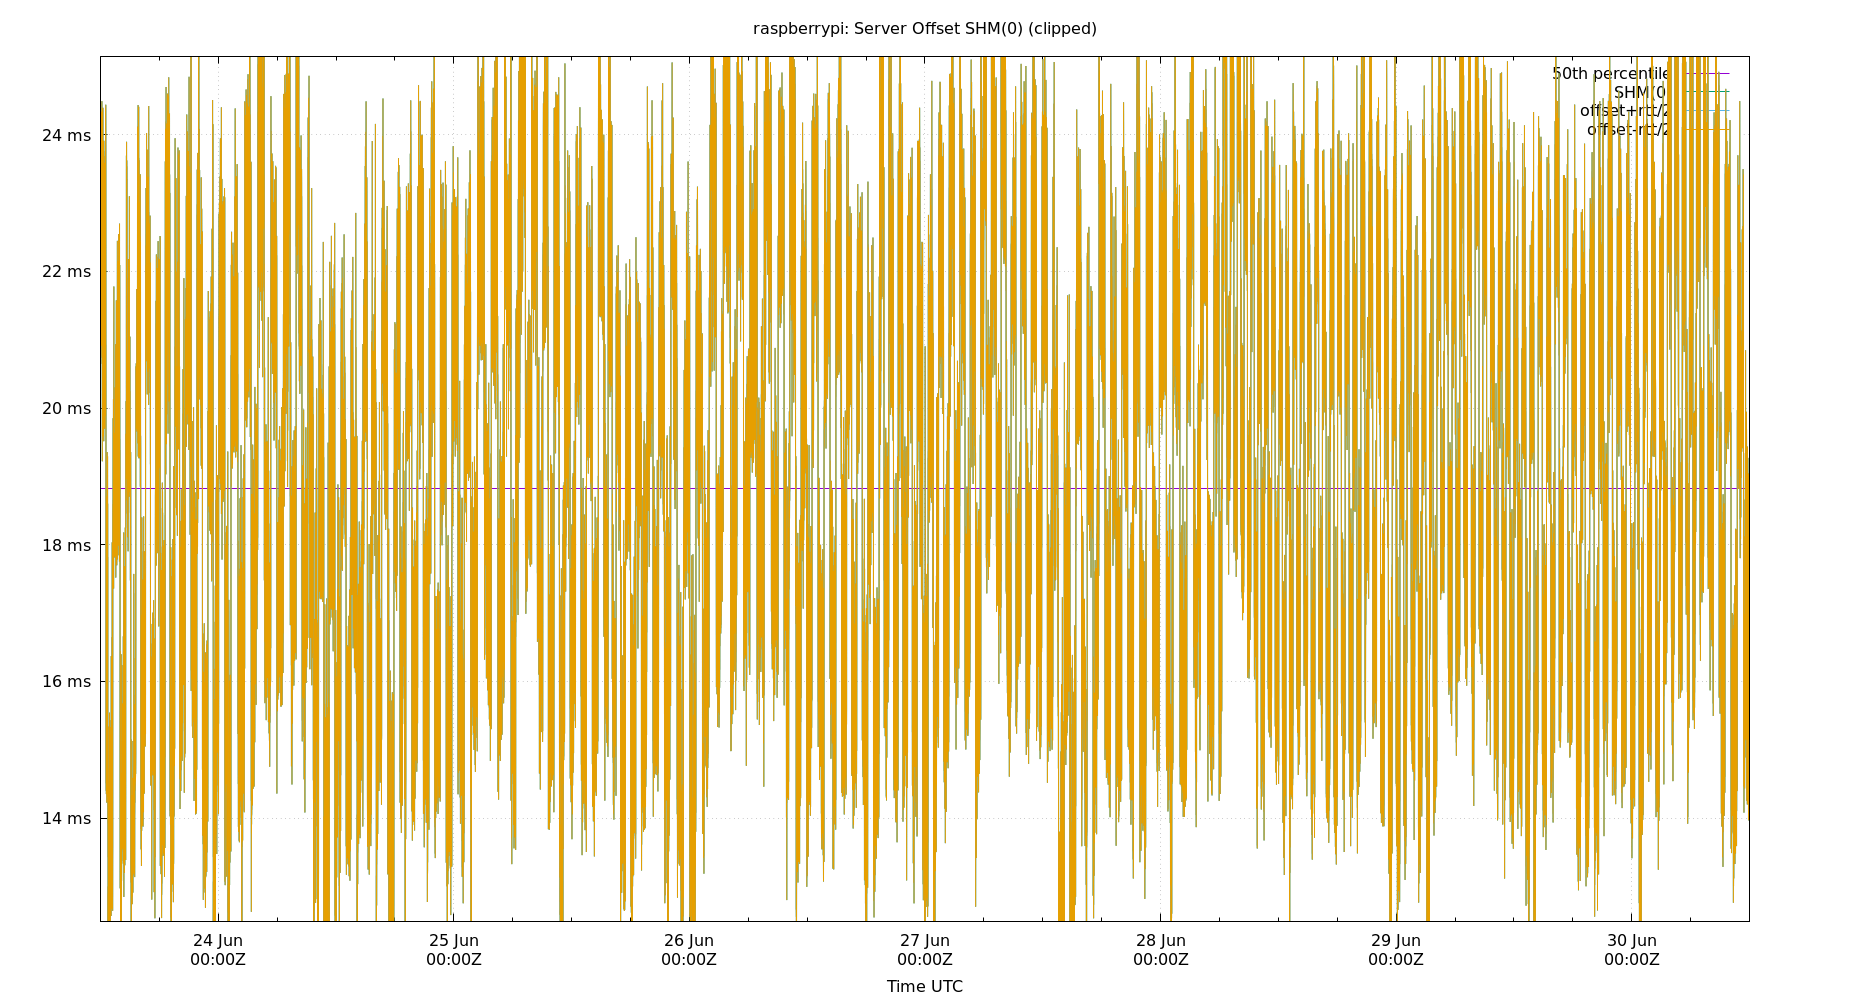 raspberrypi: Server Offset SHM(0) (clipped)
50th percentile
SHM(0)
offset+rtt/2
offset-rtt/2
24 ms
22 ms
20 ms
18 ms
16 ms
14 ms
24 Jun 25 Jun 26 Jun 27 Jun 28 Jun 29 Jun 30 Jun
00:00Z 00:00Z 00:00Z 00:00Z 00:00Z 00:00Z 00:00Z
Time UTC